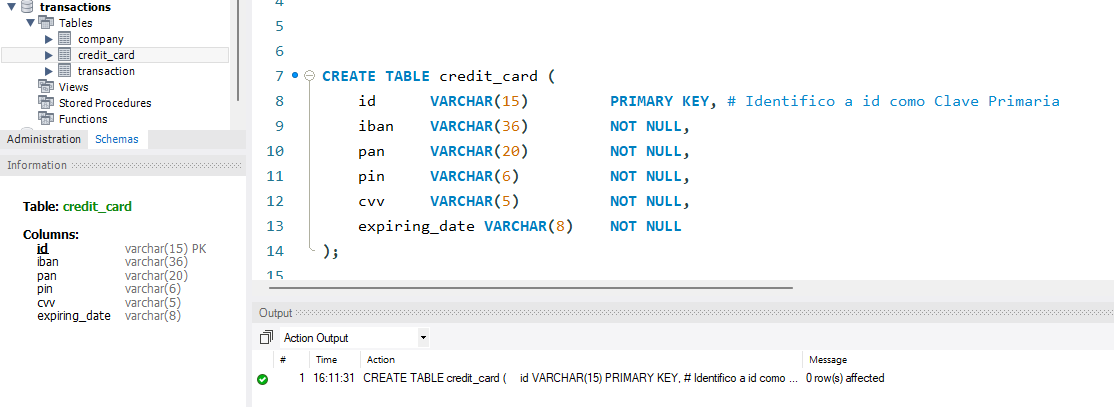 transactions
Tables
company
credit_card
transaction
Views
Stored Procedures
Functions
Administration Schemas
Information
Table: credit_card
Columns:
id varchar(15) PK
iban varchar(36)
pan varchar(20)
pin varchar(6)
cvv varchar(5)
expiring_date varchar(8)
4
5
6
7 CREATE TABLE credit_card (
8 id VARCHAR(15) PRIMARY KEY, # Identifico a id como Clave Primaria
9 iban VARCHAR(36) NOT NULL,
10 pan VARCHAR(20) NOT NULL,
11 pin VARCHAR(6) NOT NULL,
12 cvv VARCHAR(5) NOT NULL,
13 expiring_date VARCHAR(8) NOT NULL
14 );
15
Output
Action Output
# Time Action Message
1 16:11:31 CREATE TABLE credit_card ( id VARCHAR(15) PRIMARY KEY, # Identifico a id como ... 0 row(s) affected